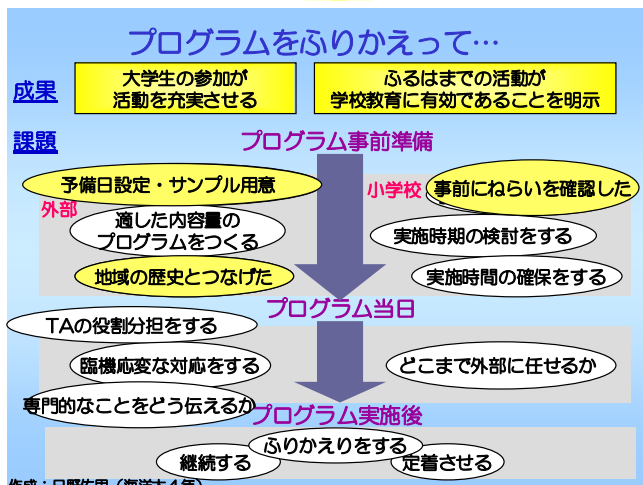 プログラムをふりかえって…
成果
大学生の参加が
活動を充実させる
ふるはまでの活動が
学校教育に有効であることを明示
課題
プログラム事前準備
予備日設定・サンプル用意
外部
適した内容量の
プログラムをつくる
地域の歴史とつなげた
小学校
事前にねらいを確認した
実施時期の検討をする
実施時間の確保をする
プログラム当日
TAの役割分担をする
臨機応変な対応をする
専門的なことをどう伝えるか
どこまで外部に任せるか
プログラム実施後
ふりかえりをする
継続する
定着させる